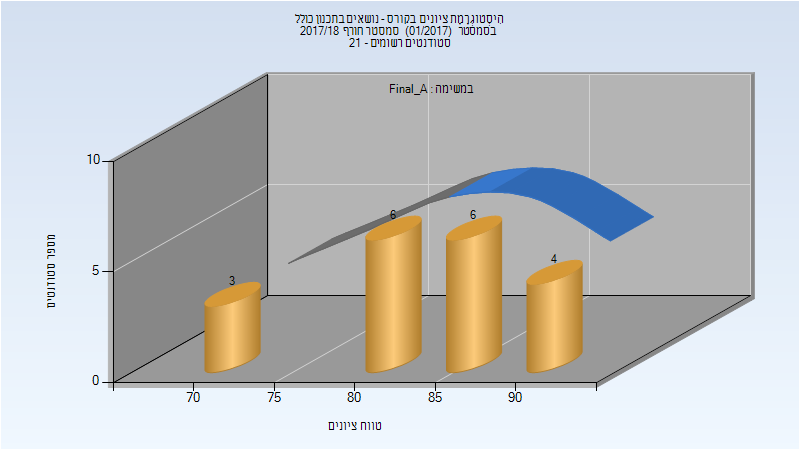 היסטוגרמת ציונים בקורס - נושאים בתכנון כולל
בסמסטר (01/2017) סמסטר חורף 2017/18
סטודנטים רשומים - 21
במשימה : Final_A
10
5
0
מספר סטודנטים
3
6
6
4
70
75
80
85
90
טווח ציונים